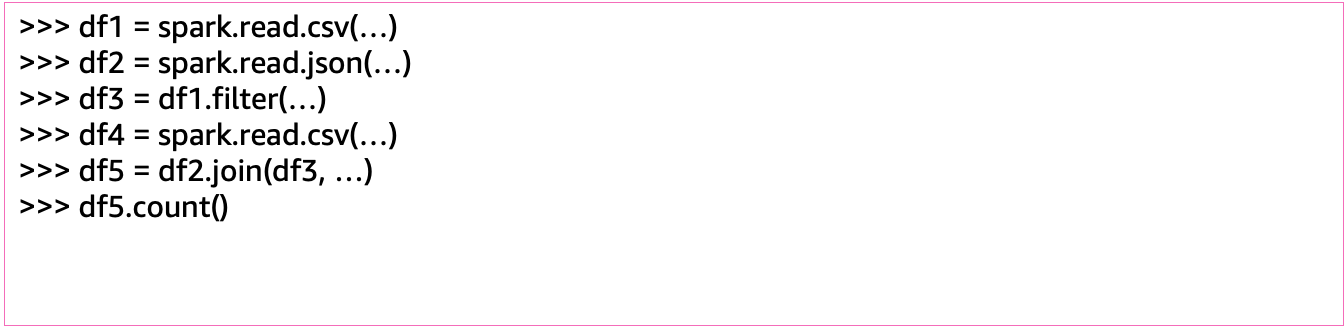 >>> df1 = spark.read.csv(…)
>>> df2 = spark.read.json(…)
>>> df3 = df1.filter(…)
>>> df4 = spark.read.csv(…)
>>> df5 = df2.join(df3, …)
>>> df5.count()